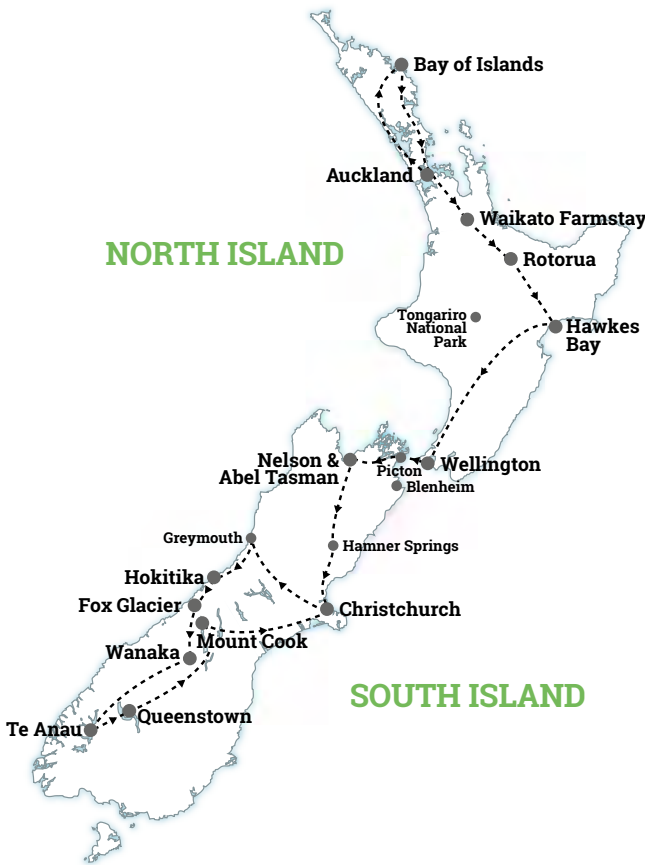 Bay of Islands
Auckland
Waikato Farmstay
NORTH ISLAND
Rotorua
Tongariro
National
Park
Hawkes
Bay
Nelson &
Abel Tasman
Wellington
Picton
Blenheim
Greymouth
Hamner Springs
Hokitika
Fox Glacier
Christchurch
Mount Cook
Wanaka
SOUTH ISLAND
Queenstown
Te Anau